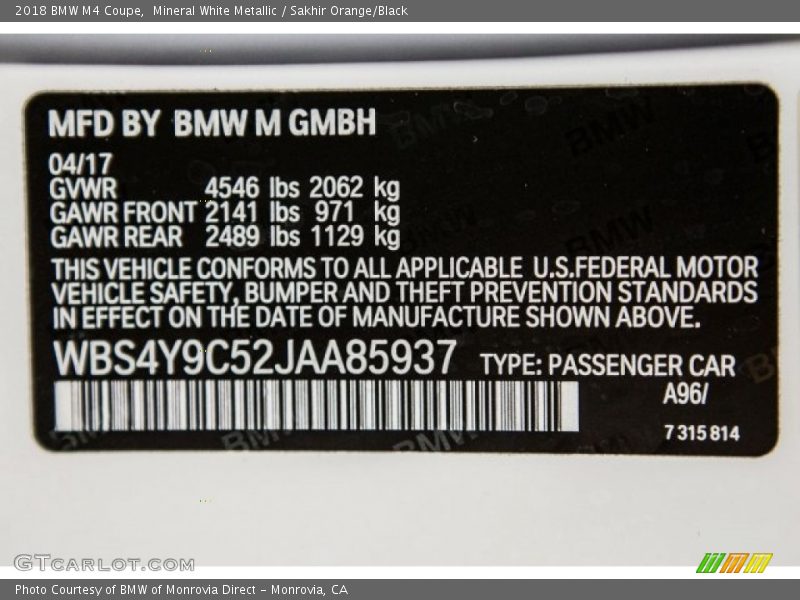 2018 BMW M4 Coupe,  Mineral White Metallic / Sakhir Orange/Black
MFD BY BMW M GMBH
04/17
GVWR 4546 lbs 2062 kg
GAWR FRONT 2141 lbs 971 kg
GAWR REAR 2489 lbs 1129 kg
THIS VEHICLE CONFORMS TO ALL APPLICABLE U.S.FEDERAL MOTOR
VEHICLE SAFETY, BUMPER AND THEFT PREVENTION STANDARDS
IN EFFECT ON THE DATE OF MANUFACTURE SHOWN ABOVE.
WBS4Y9C52JAA85937 TYPE: PASSENGER CAR
A96/
7 315 814
GTCARLOT.COM
Photo Courtesy of BMW of Monrovia Direct - Monrovia, CA